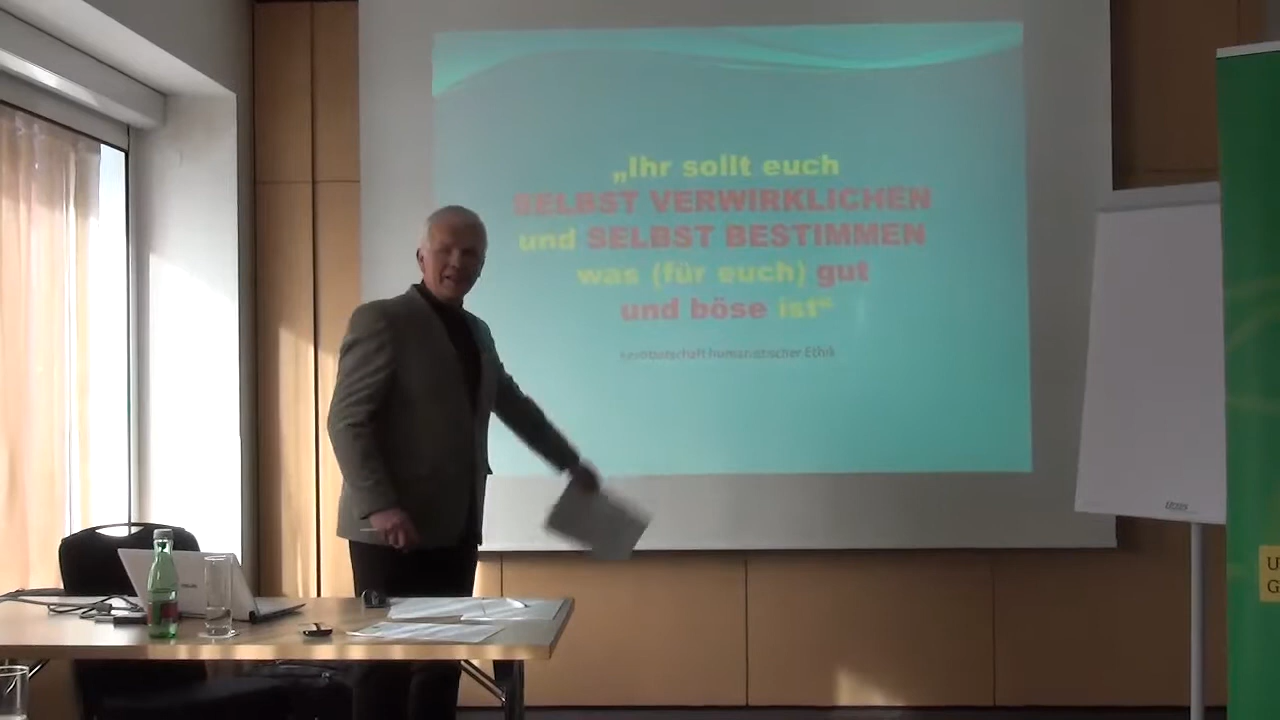 „Ihr sollt euch
SELBST VERWIRKLICHEN
und SELBST BESTIMMEN
was (für euch) gut
und böse ist“
Kernbotschaft humanistischer Ethik
U
G